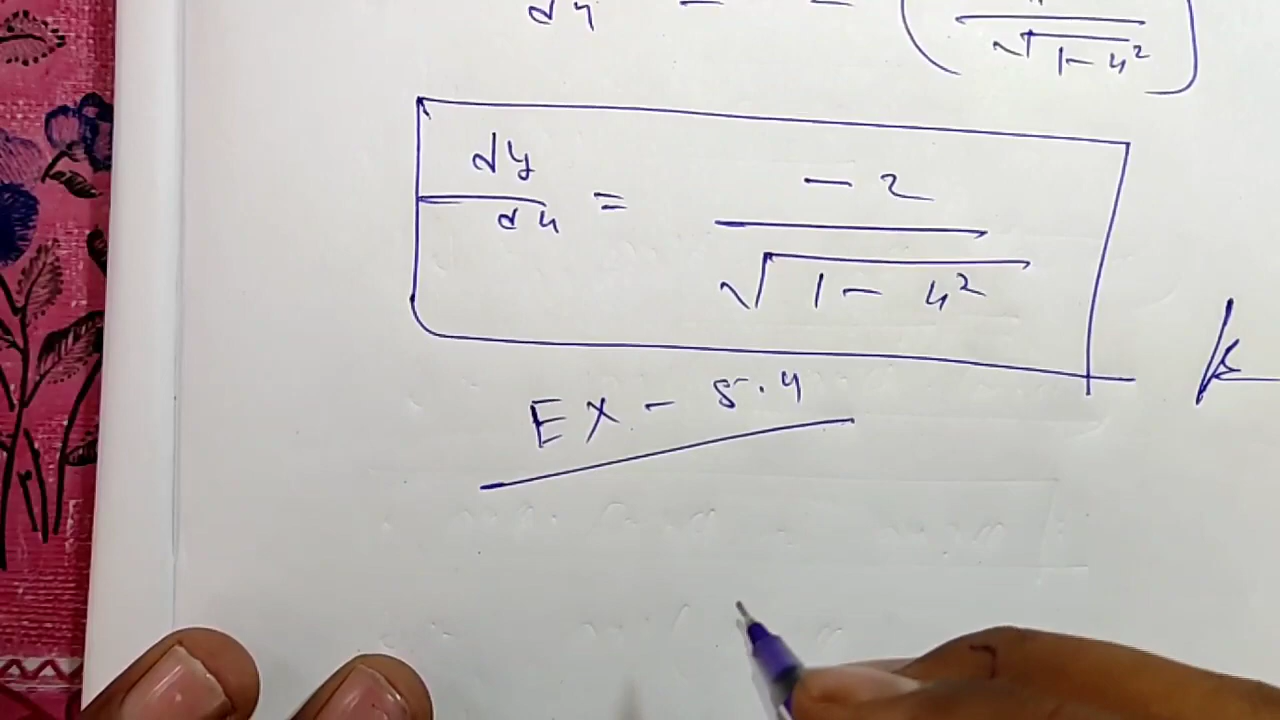 dy/dx = -2/√(1-x²)
Ex - 5.4